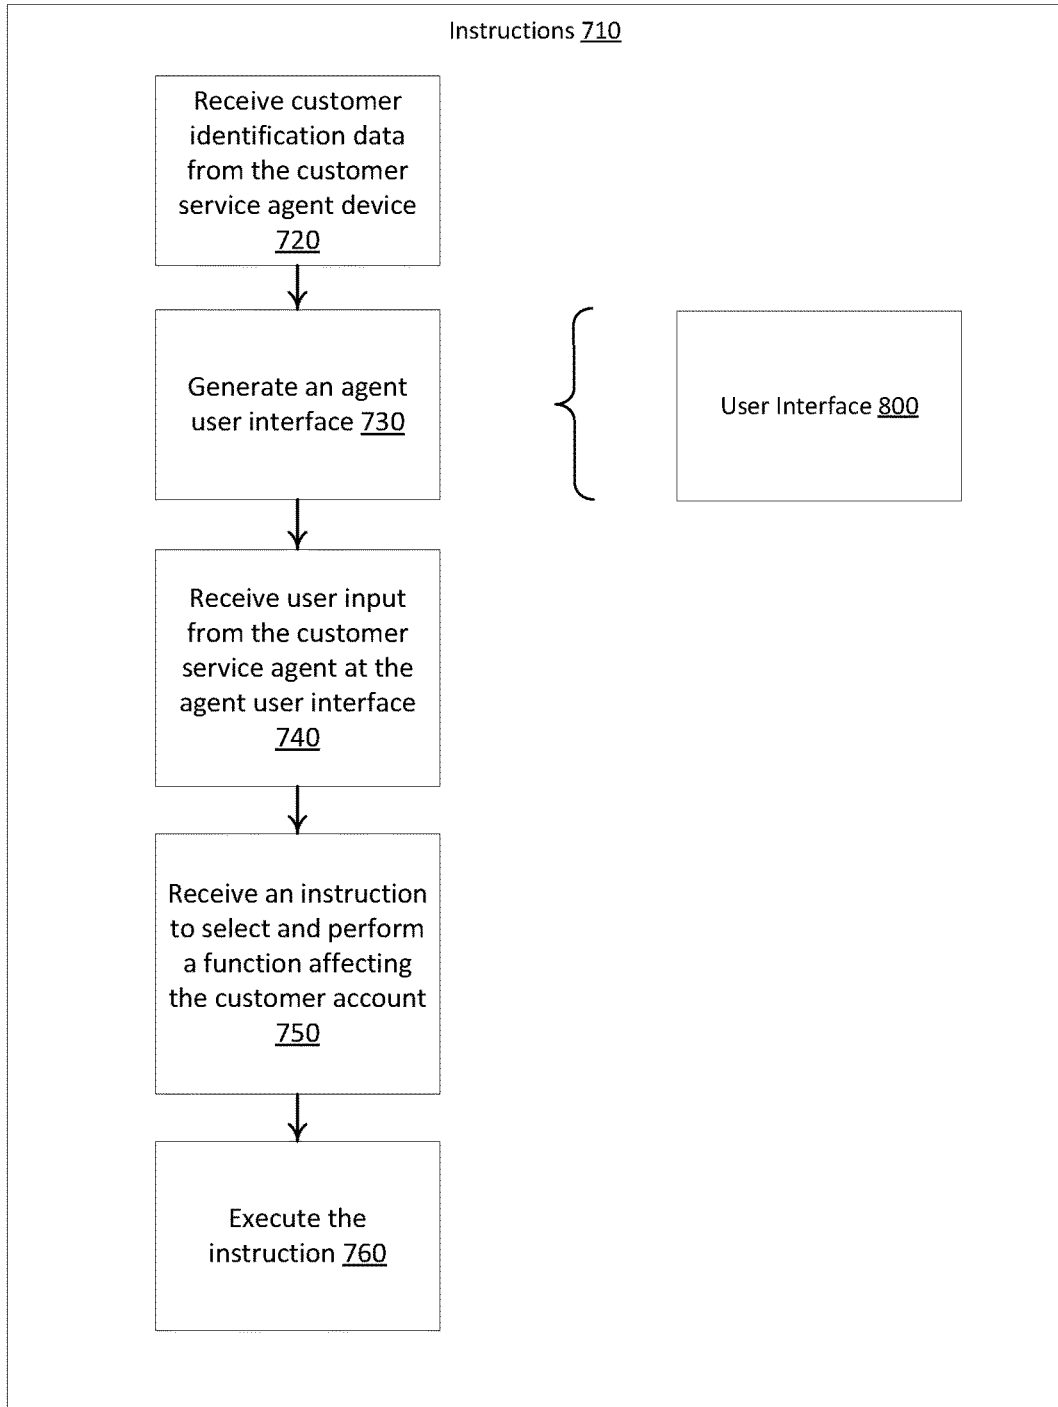 Instructions 710
Receive customer
identification data
from the customer
service agent device
720
Generate an agent
user interface 730
User Interface 800
Receive user input
from the customer
service agent at the
agent user interface
740
Receive an instruction
to select and perform
a function affecting
the customer account
750
Execute the
instruction 760